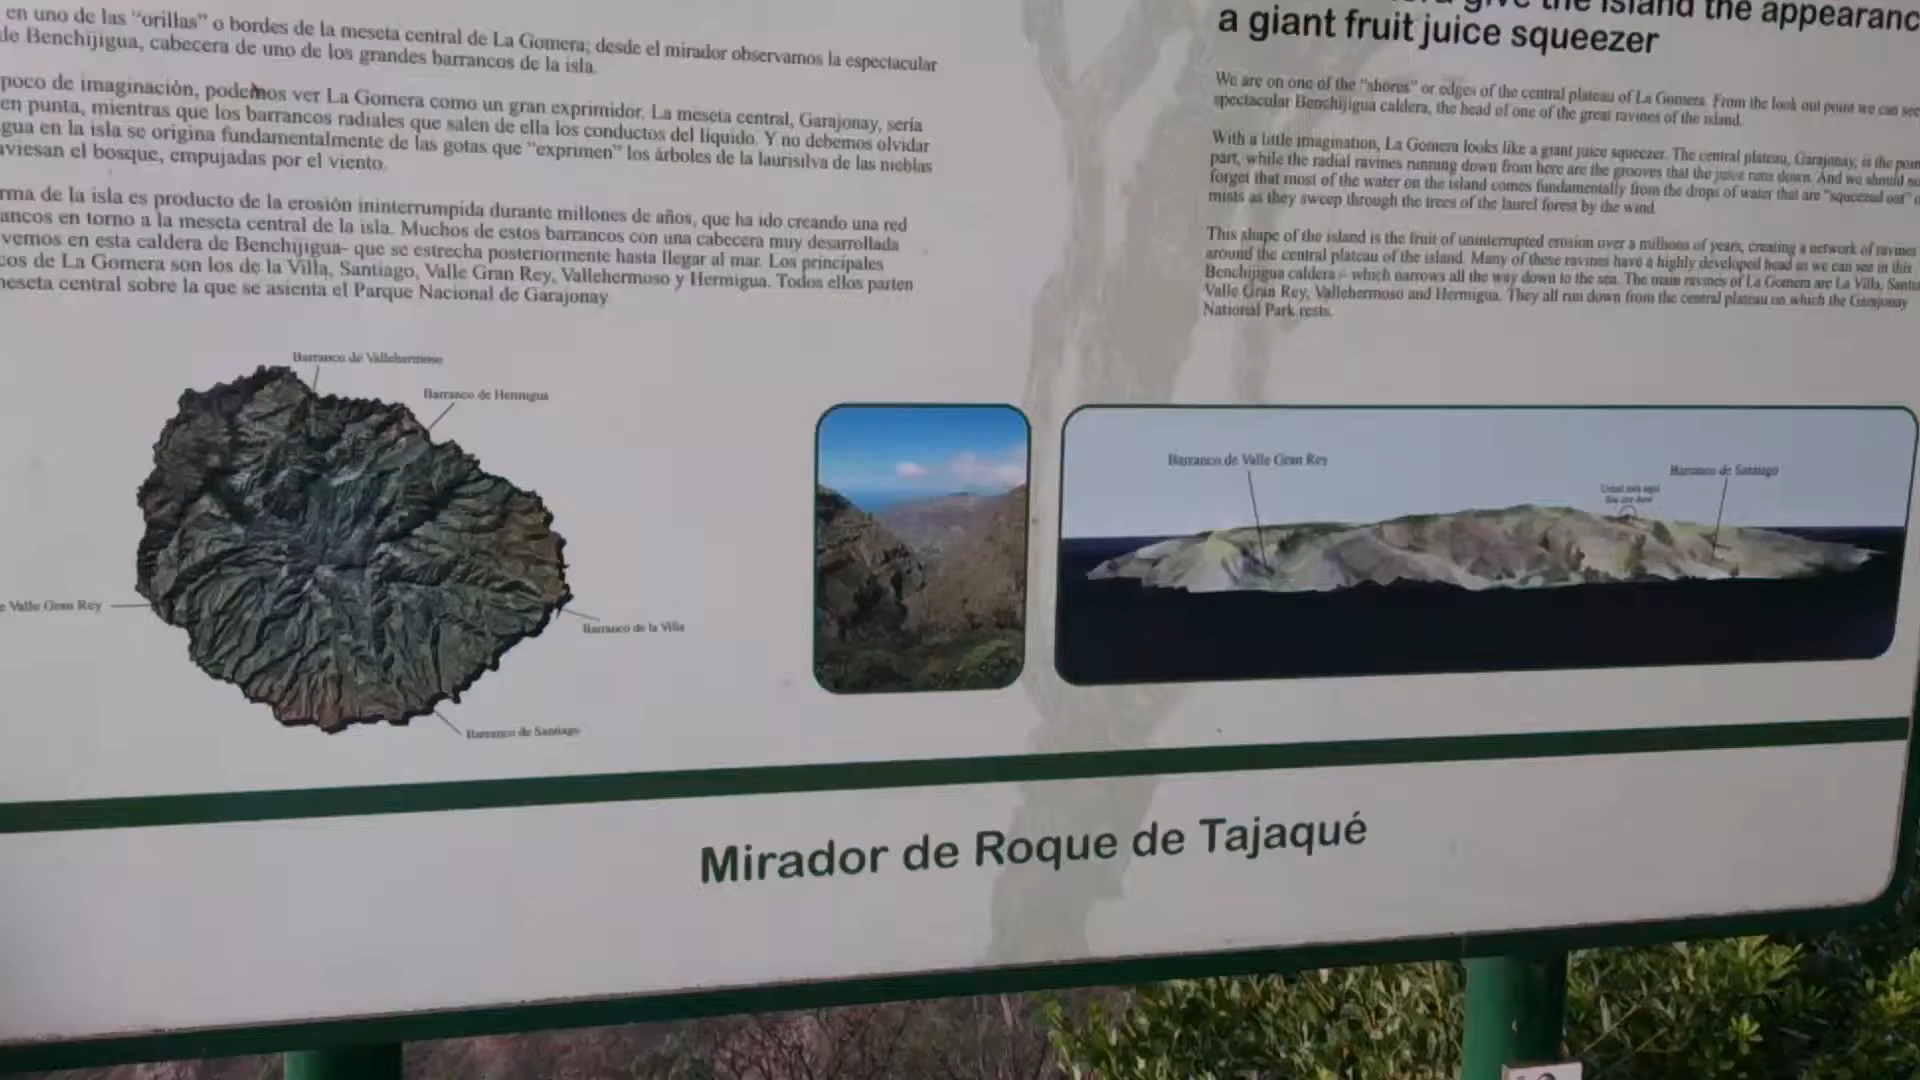 en uno de las "orillas" o bordes de la meseta central de La Gomera; desde el mirador observamos la espectacular
de Benchijigua, cabecera de uno de los grandes barrancos de la isla.
poco de imaginación, podemos ver La Gomera como un gran exprimidor. La meseta central, Garajonay, sería
en punta, mientras que los barrancos radiales que salen de ella los conductos del líquido. Y no debemos olvidar
gua en la isla se origina fundamentalmente de las gotas que "exprimen" los árboles de la laurisilva de las nieblas
aviesan el bosque, empujadas por el viento.
rma de la isla es producto de la erosión ininterrumpida durante millones de años, que ha ido creando una red
ancos en torno a la meseta central de la isla. Muchos de estos barrancos con una cabecera muy desarrollada
vemos en esta caldera de Benchijigua- que se estrecha posteriormente hasta llegar al mar. Los principales
cos de La Gomera son los de la Villa, Santiago, Valle Gran Rey, Vallehermoso y Hermigua. Todos ellos parten
meseta central sobre la que se asienta el Parque Nacional de Garajonay
give the island the appearanc
a giant fruit juice squeezer
We are on one of the "shores" or edges of the central plateau of La Gomera. From the look out point we can see
spectacular Benchijigua caldera, the head of one of the great ravines of the island.
With a little imagination, La Gomera looks like a giant juice squeezer. The central plateau, Garajonay, is the poin
part, while the radial ravines running down from here are the grooves that the juice runs down. And we should no
forget that most of the water on the island comes fundamentally from the drops of water that are "squeezed out" o
mists as they sweep through the trees of the laurel forest by the wind.
This shape of the island is the fruit of uninterrupted erosion over a millions of years, creating a network of ravines
around the central plateau of the island. Many of these ravines have a highly developed head as we can see in this
Benchijigua caldera - which narrows all the way down to the sea. The main ravines of La Gomera are La Villa, Santia
Valle Gran Rey, Vallehermoso and Hermigua. They all run down from the central plateau on which the Garajonay
National Park rests.
Barranco de Vallehermoso
Barranco de Hermigua
e Valle Gran Rey
Barranco de la Villa
Barranco de Santiago
Barranco de Valle Gran Rey
Usted está aquí
You are here
Barranco de Santiago
Mirador de Roque de Tajaqué